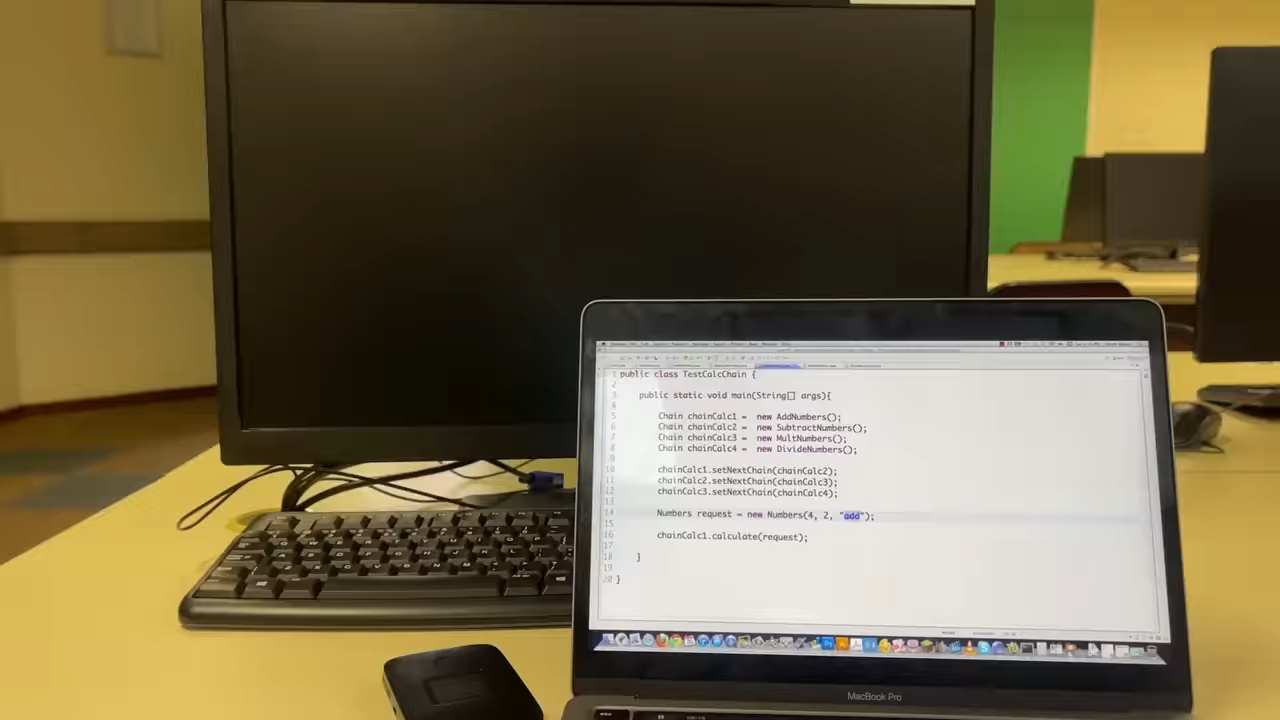 public class TestCalcChain {
public static void main(String[] args){
Chain chainCalc1 = new AddNumbers();
Chain chainCalc2 = new SubtractNumbers();
Chain chainCalc3 = new MultNumbers();
Chain chainCalc4 = new DivideNumbers();
chainCalc1.setNextChain(chainCalc2);
chainCalc2.setNextChain(chainCalc3);
chainCalc3.setNextChain(chainCalc4);
Numbers request = new Numbers(4, 2, "add");
chainCalc1.calculate(request);
}
}
MacBook Pro